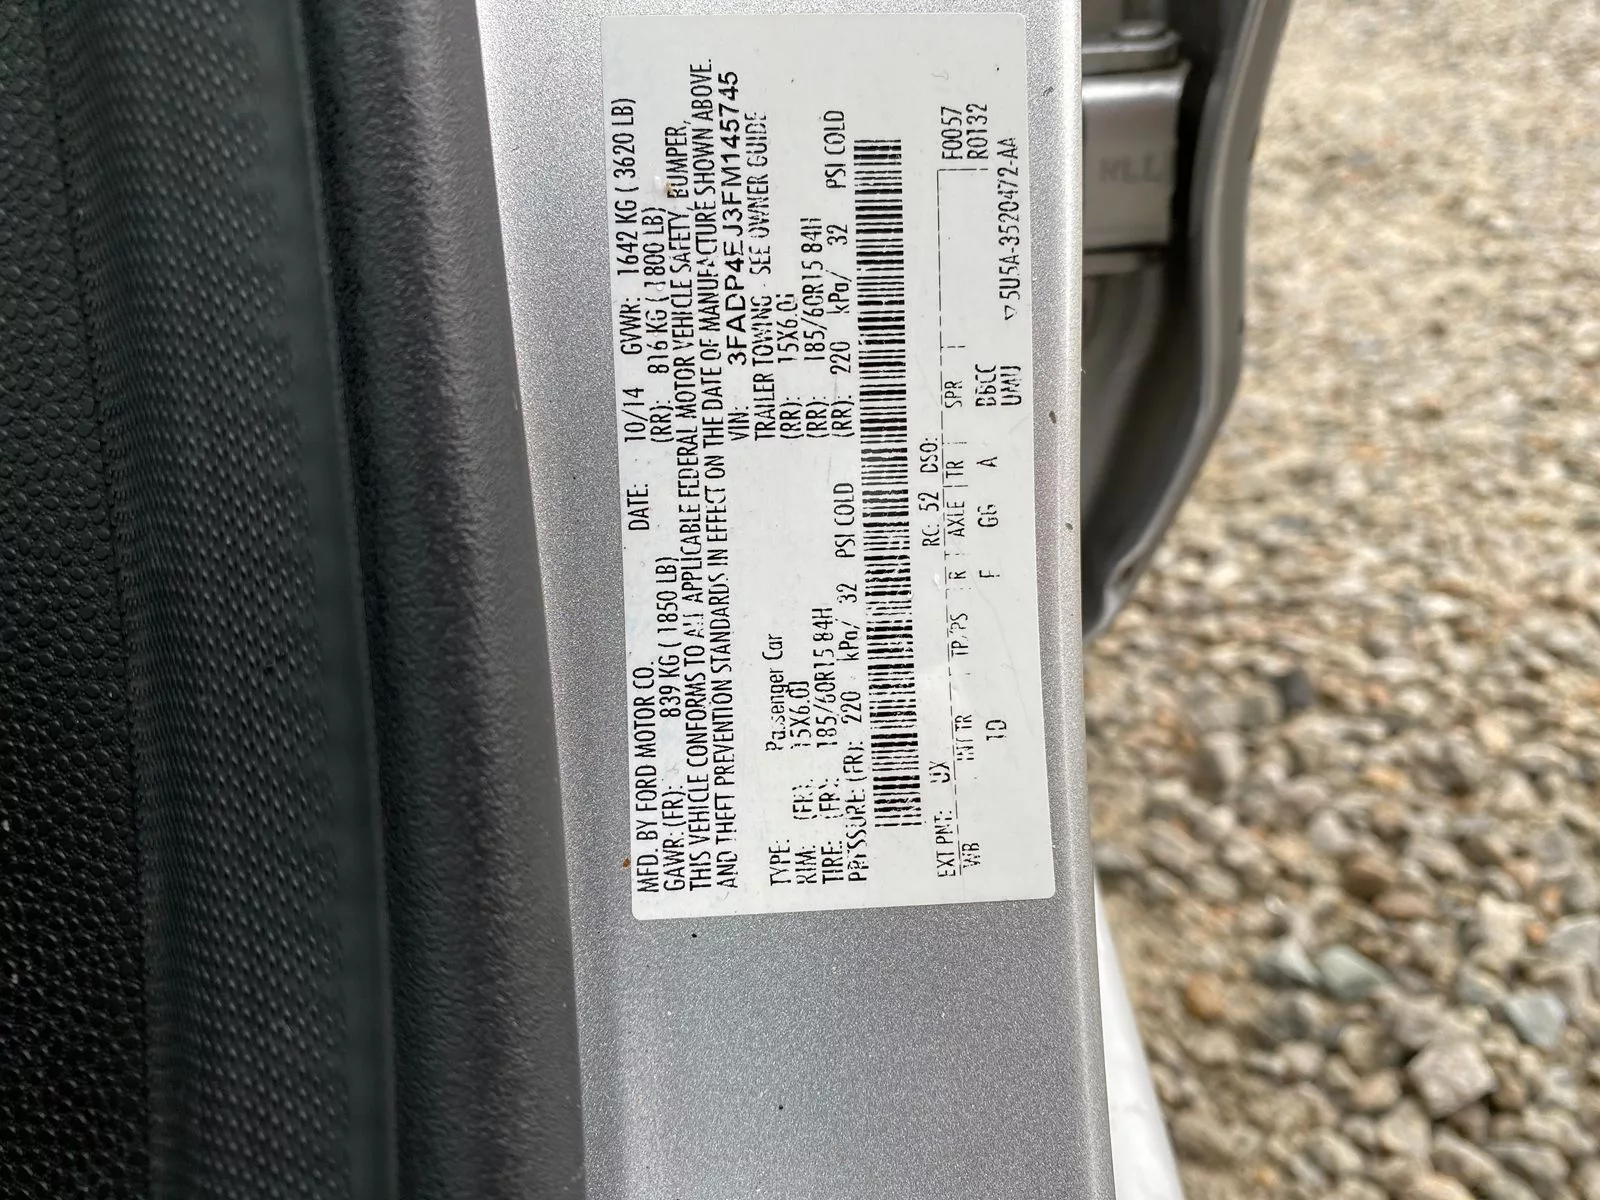 MFD. BY FORD MOTOR CO. DATE: 10/14 GVWR: 1642 KG ( 3620 LB)
GAWR: (FR): 839 KG ( 1850 LB) (RR): 816 KG ( 1800 LB)
THIS VEHICLE CONFORMS TO ALL APPLICABLE FEDERAL MOTOR VEHICLE SAFETY, BUMPER,
AND THEFT PREVENTION STANDARDS IN EFFECT ON THE DATE OF MANUFACTURE SHOWN ABOVE.
VIN: 3FADP4EJ3FM145745
TYPE: Passenger Car TRAILER TOWING - SEE OWNER GUIDE
RIM: (FR): 15X6.0J (RR): 15X6.0J
TIRE: (FR): 185/60R15 84H (RR): 185/60R15 84H
PRESSURE: (FR): 220 kPa/ 32 PSI COLD (RR): 220 kPa/ 32 PSI COLD
EXT PNT: UX RC: 52 DSO: F0057
WB INT TR TP/PS R AXLE TR SPR R0132
10 F GG A BBCC
UMU
5U5A-3520472-AA